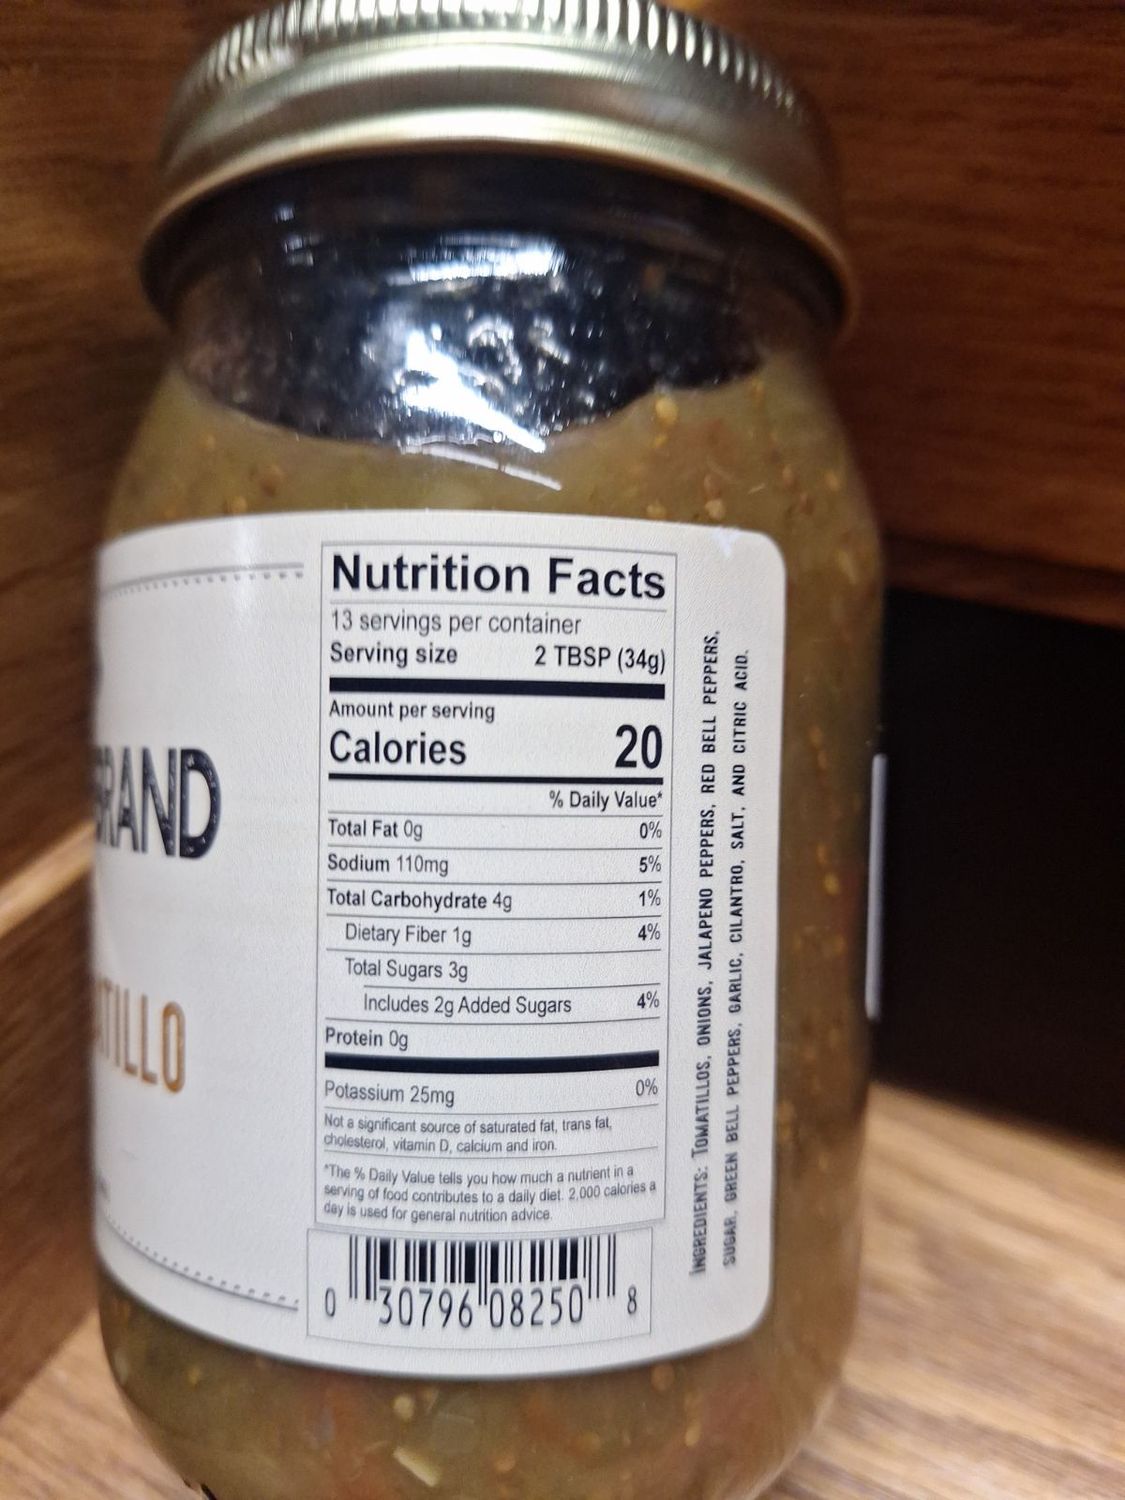 BRAND
TILLO
Nutrition Facts
13 servings per container
Serving size 2 TBSP (34g)
Amount per serving
Calories 20
% Daily Value*
Total Fat 0g 0%
Sodium 110mg 5%
Total Carbohydrate 4g 1%
Dietary Fiber 1g 4%
Total Sugars 3g
Includes 2g Added Sugars 4%
Protein 0g
Potassium 25mg 0%
Not a significant source of saturated fat, trans fat,
cholesterol, vitamin D, calcium and iron.
*The % Daily Value tells you how much a nutrient in a
serving of food contributes to a daily diet. 2,000 calories a
day is used for general nutrition advice.
0 30796 08250 8
INGREDIENTS: TOMATILLOS, ONIONS, JALAPENO PEPPERS, RED BELL PEPPERS,
SUGAR, GREEN BELL PEPPERS, GARLIC, CILANTRO, SALT, AND CITRIC ACID.